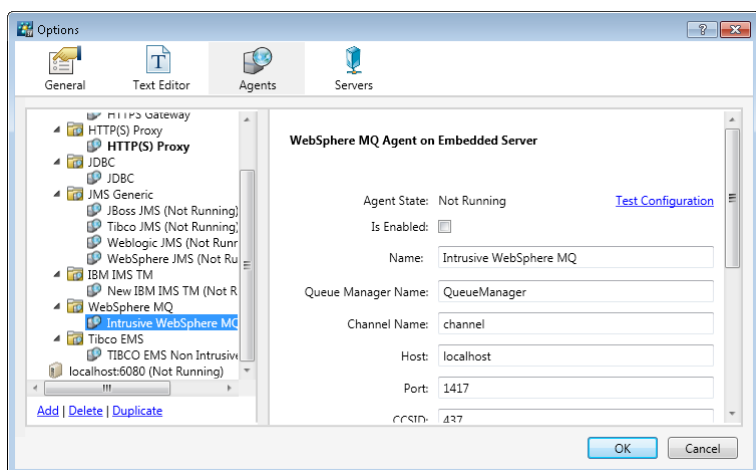 Options
General Text Editor Agents Servers
HTTPS Gateway
HTTP(S) Proxy
HTTP(S) Proxy
JDBC
JDBC
JMS Generic
JBoss JMS (Not Running)
Tibco JMS (Not Running)
Weblogic JMS (Not Runr
WebSphere JMS (Not Ru
IBM IMS TM
New IBM IMS TM (Not R
WebSphere MQ
Intrusive WebSphere MQ
Tibco EMS
TIBCO EMS Non Intrusive
localhost:6080 (Not Running)
Add | Delete | Duplicate
WebSphere MQ Agent on Embedded Server
Agent State: Not Running Test Configuration
Is Enabled:
Name: Intrusive WebSphere MQ
Queue Manager Name: QueueManager
Channel Name: channel
Host: localhost
Port: 1417
CCSID: 437
OK Cancel